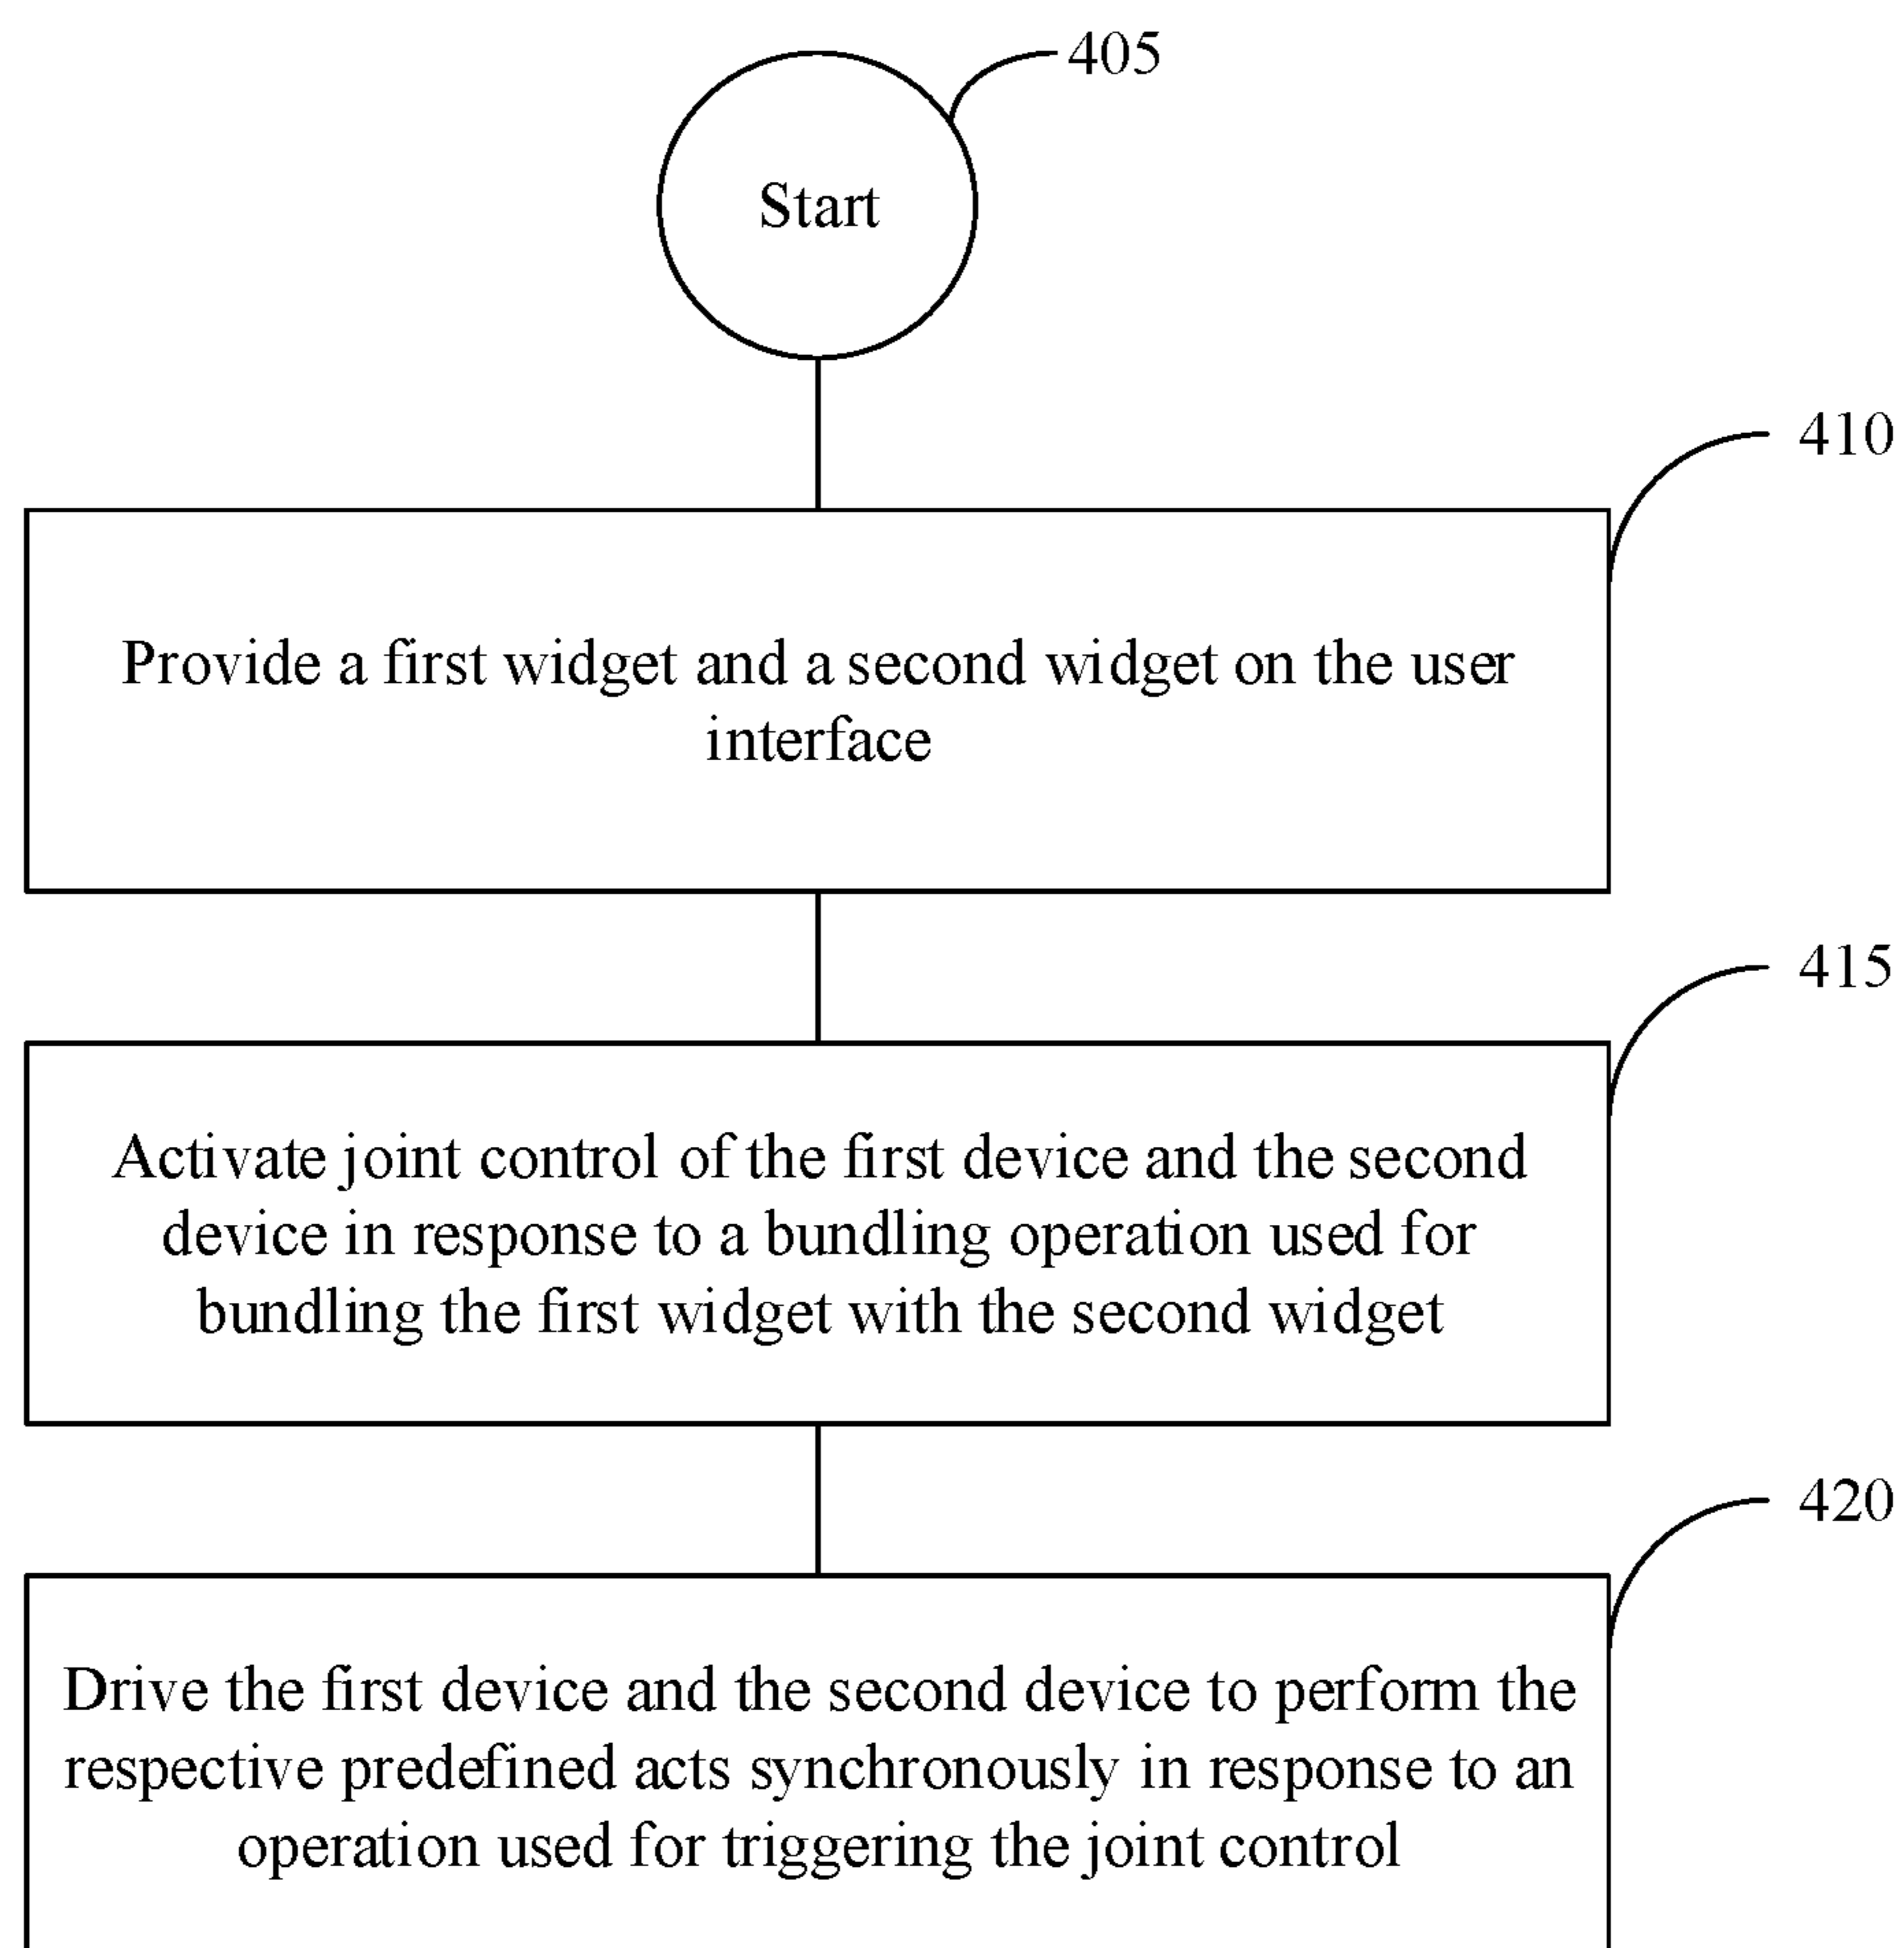 405
Start
410
Provide a first widget and a second widget on the user
interface
415
Activate joint control of the first device and the second
device in response to a bundling operation used for
bundling the first widget with the second widget
420
Drive the first device and the second device to perform the
respective predefined acts synchronously in response to an
operation used for triggering the joint control